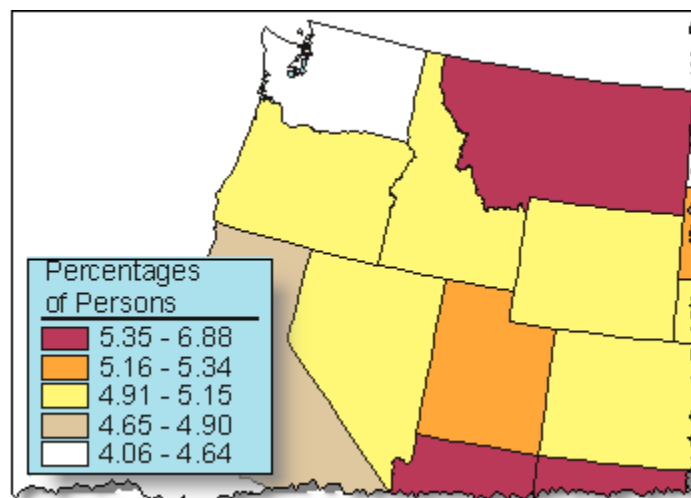 Percentages
of Persons
5.35 - 6.88
5.16 - 5.34
4.91 - 5.15
4.65 - 4.90
4.06 - 4.64